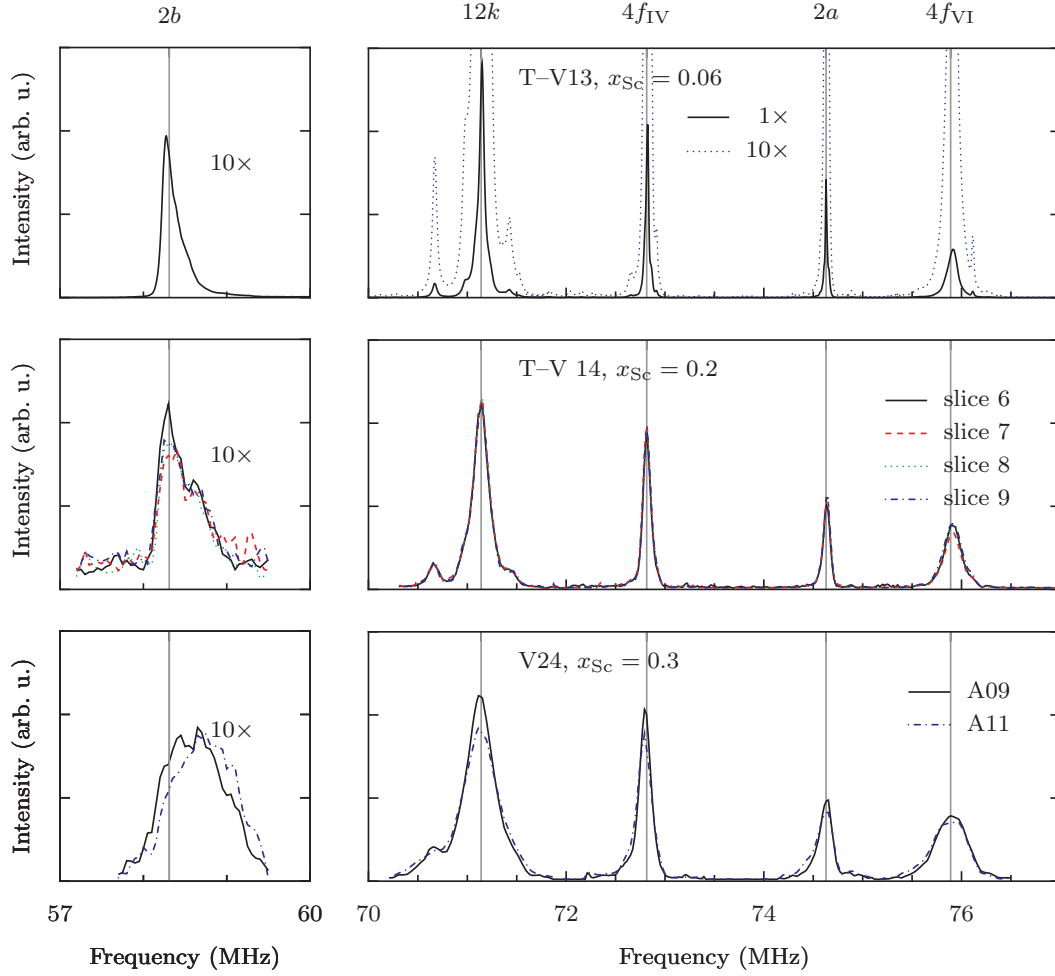 2b 12k 4f_IV 2a 4f_VI
Intensity (arb. u.)
10×
T–V13, x_Sc = 0.06
1×
10×
Intensity (arb. u.)
10×
T–V 14, x_Sc = 0.2
slice 6
slice 7
slice 8
slice 9
Intensity (arb. u.)
10×
V24, x_Sc = 0.3
A09
A11
57 60 70 72 74 76
Frequency (MHz) Frequency (MHz)